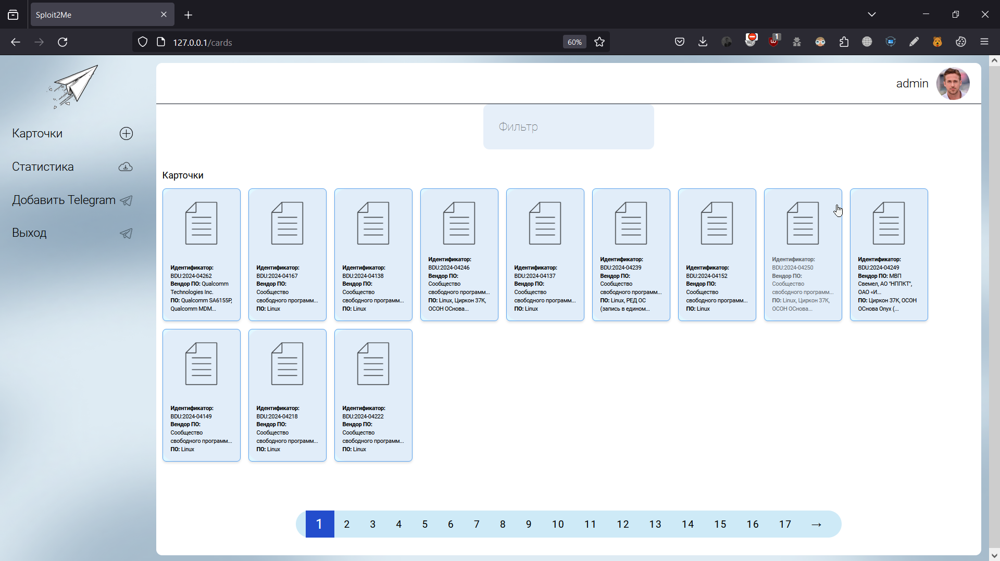 Sploit2Me
127.0.0.1/cards
60%
1
admin
Карточки
Статистика
Добавить Telegram
Выход
Фильтр
Карточки
Идентификатор:
BDU:2024-04262
Вендор ПО: Qualcomm
Technologies Inc.
ПО: Qualcomm SA6155P,
Qualcomm MDM...
Идентификатор:
BDU:2024-04167
Вендор ПО:
Сообщество
свободного программ...
ПО: Linux
Идентификатор:
BDU:2024-04138
Вендор ПО:
Сообщество
свободного программ...
ПО: Linux
Идентификатор:
BDU:2024-04246
Вендор ПО:
Сообщество
свободного программ...
ПО: Linux, Циркон 37К,
ОСОН ОСнова...
Идентификатор:
BDU:2024-04137
Вендор ПО:
Сообщество
свободного программ...
ПО: Linux
Идентификатор:
BDU:2024-04239
Вендор ПО:
Сообщество
свободного программ...
ПО: Linux, РЕД ОС
(запись в едином...
Идентификатор:
BDU:2024-04152
Вендор ПО:
Сообщество
свободного программ...
ПО: Linux
Идентификатор:
BDU:2024-04250
Вендор ПО:
Сообщество
свободного программ...
ПО: Linux, Циркон 37К,
ОСОН ОСнова...
Идентификатор:
BDU:2024-04249
Вендор ПО: МВП
Свемел, АО "НППКТ",
ОАО «И...
ПО: Циркон 37К, ОСОН
ОСнова Onyx (...
Идентификатор:
BDU:2024-04149
Вендор ПО:
Сообщество
свободного программ...
ПО: Linux
Идентификатор:
BDU:2024-04218
Вендор ПО:
Сообщество
свободного программ...
ПО: Linux
Идентификатор:
BDU:2024-04222
Вендор ПО:
Сообщество
свободного программ...
ПО: Linux
1 2 3 4 5 6 7 8 9 10 11 12 13 14 15 16 17 →